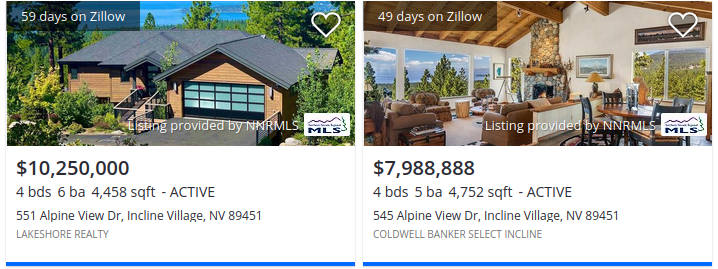 59 days on Zillow
Listing provided by NNRMLS
MLS
$10,250,000
4 bds 6 ba 4,458 sqft - ACTIVE
551 Alpine View Dr, Incline Village, NV 89451
LAKESHORE REALTY
49 days on Zillow
Listing provided by NNRMLS
MLS
$7,988,888
4 bds 5 ba 4,752 sqft - ACTIVE
545 Alpine View Dr, Incline Village, NV 89451
COLDWELL BANKER SELECT INCLINE